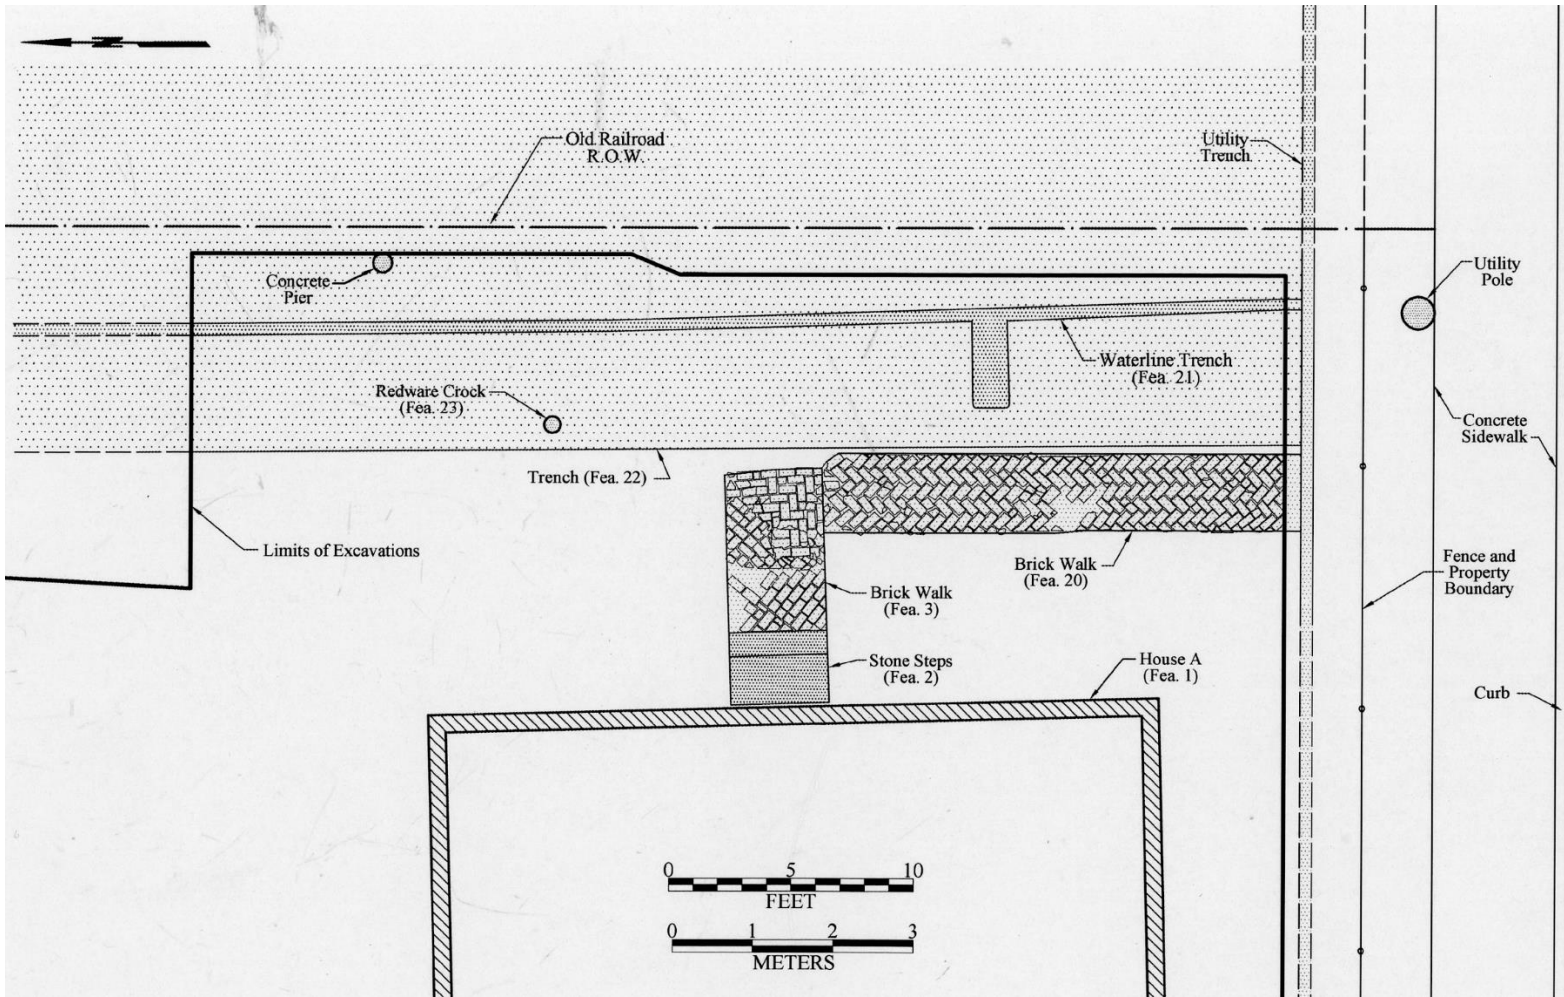 N
Old Railroad
R.O.W.
Utility
Trench
Concrete
Pier
Utility
Pole
Waterline Trench
(Fea. 21)
Redware Crock
(Fea. 23)
Concrete
Sidewalk
Trench (Fea. 22)
Limits of Excavations
Brick Walk
(Fea. 20)
Fence and
Property
Boundary
Brick Walk
(Fea. 3)
Stone Steps
(Fea. 2)
House A
(Fea. 1)
Curb
0 5 10
FEET
0 1 2 3
METERS